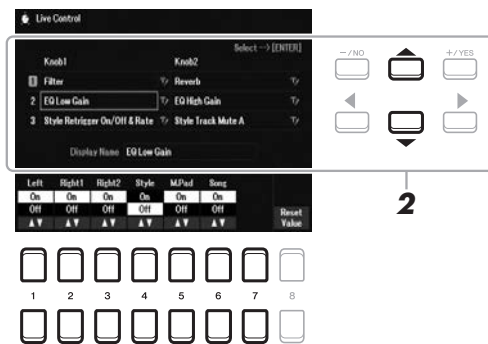 Live Control
Select --> [ENTER]
Knob1 Knob2
1 Filter Reverb
2 EQ Low Gain EQ High Gain
3 Style Retrigger On/Off & Rate Style Track Mute A
Display Name EQ Low Gain
Left Right1 Right2 Style M.Pad Song
On On On On On On
Off Off Off Off Off Off
Reset
Value
-/NO +/YES
2
1 2 3 4 5 6 7 8